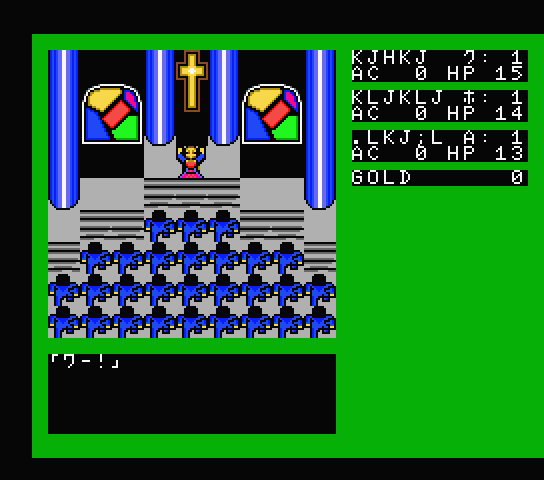 KJHKJ ワ: 1
AC 0 HP 15
KLJKLJ ホ: 1
AC 0 HP 14
.LKJ;L A: 1
AC 0 HP 13
GOLD 0
「ワー!」